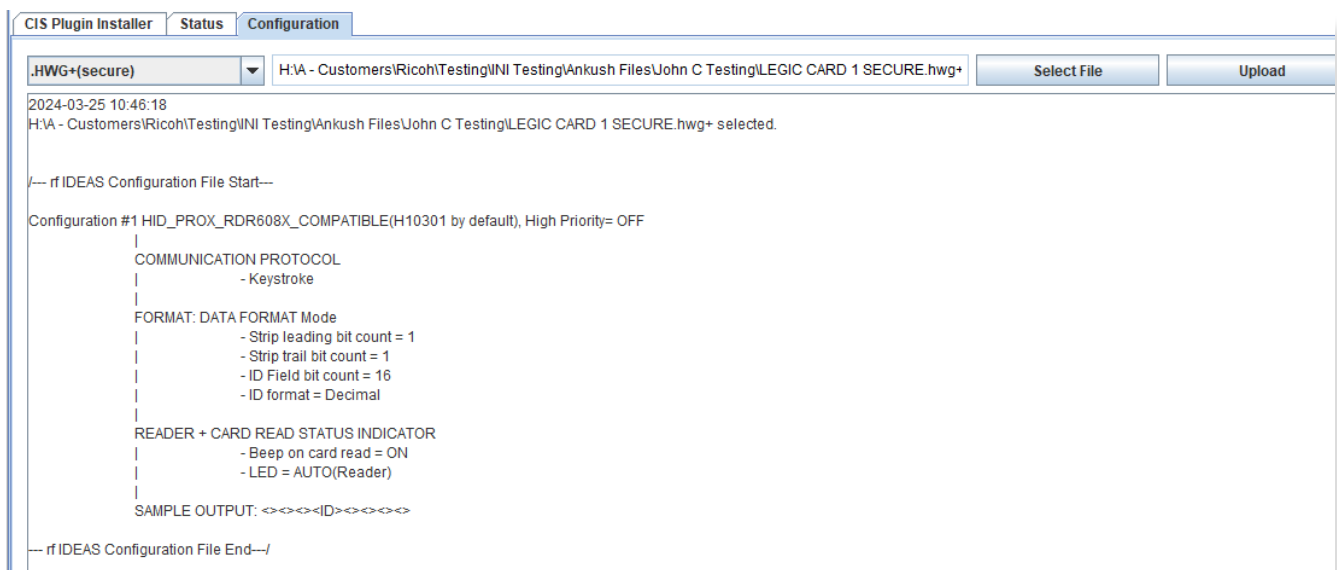 CIS Plugin Installer Status Configuration
.HWG+(secure) H:\A - Customers\Ricoh\Testing\INI Testing\Ankush Files\John C Testing\LEGIC CARD 1 SECURE.hwg+ Select File Upload
2024-03-25 10:46:18
H:\A - Customers\Ricoh\Testing\INI Testing\Ankush Files\John C Testing\LEGIC CARD 1 SECURE.hwg+ selected.
/--- rf IDEAS Configuration File Start---
Configuration #1 HID_PROX_RDR608X_COMPATIBLE(H10301 by default), High Priority= OFF
|
COMMUNICATION PROTOCOL
| - Keystroke
|
FORMAT: DATA FORMAT Mode
| - Strip leading bit count = 1
| - Strip trail bit count = 1
| - ID Field bit count = 16
| - ID format = Decimal
|
READER + CARD READ STATUS INDICATOR
| - Beep on card read = ON
| - LED = AUTO(Reader)
|
SAMPLE OUTPUT: <><><><ID><><><><>
--- rf IDEAS Configuration File End---/